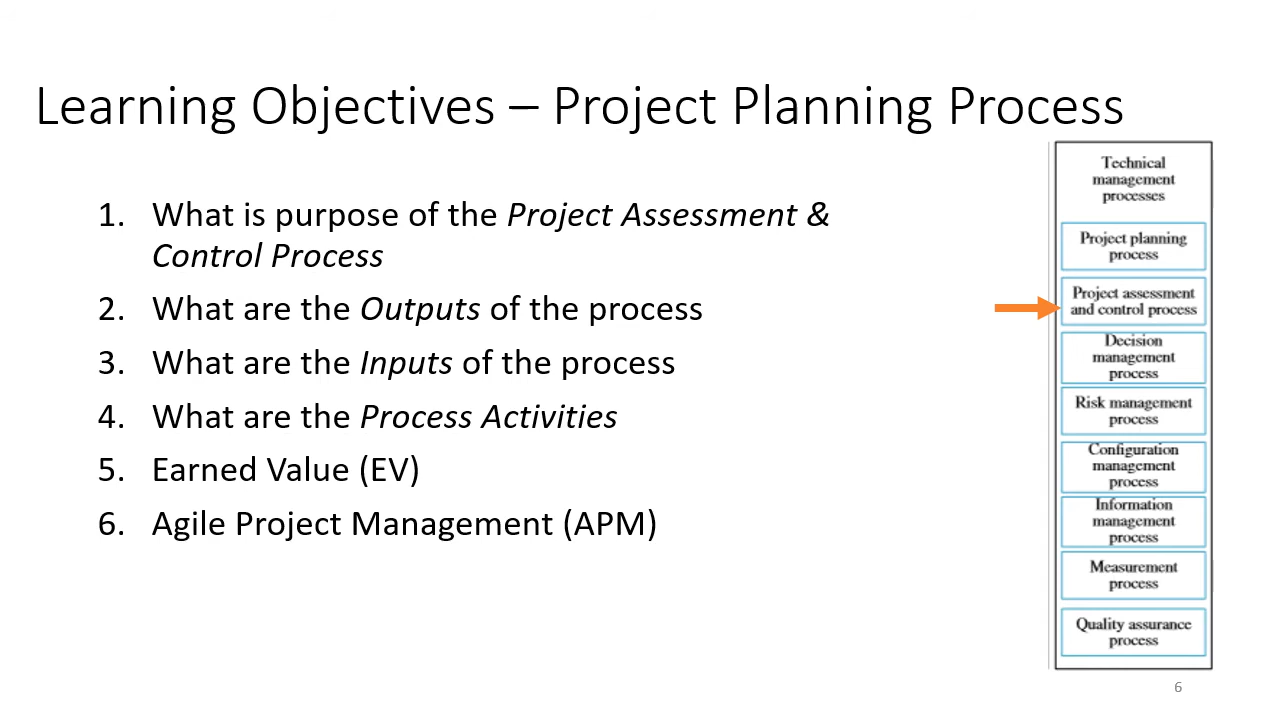 Learning Objectives – Project Planning Process
1. What is purpose of the Project Assessment &
Control Process
2. What are the Outputs of the process
3. What are the Inputs of the process
4. What are the Process Activities
5. Earned Value (EV)
6. Agile Project Management (APM)
Technical
management
processes
Project planning
process
Project assessment
and control process
Decision
management
process
Risk management
process
Configuration
management
process
Information
management
process
Measurement
process
Quality assurance
process
6